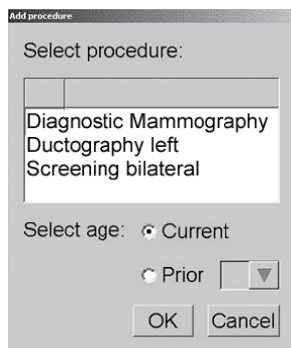 Add procedure
Select procedure:
Diagnostic Mammography
Ductography left
Screening bilateral
Select age: Current
Prior
OK Cancel